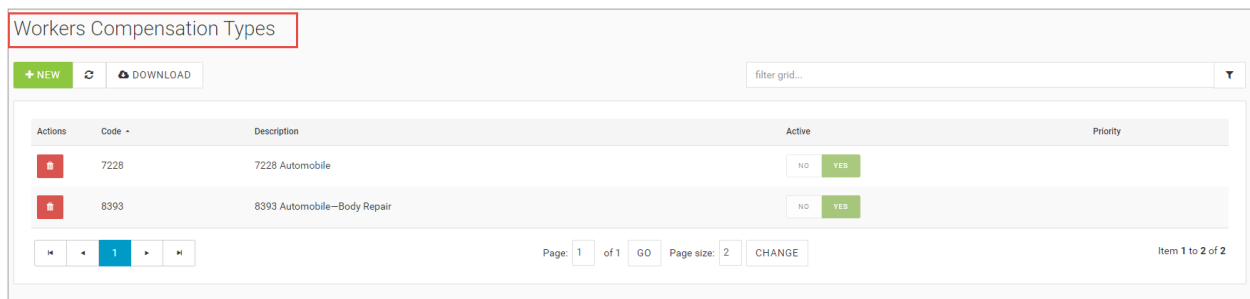 Workers Compensation Types
+ NEW DOWNLOAD filter grid...
Actions Code Description Active Priority
7228 7228 Automobile NO YES
8393 8393 Automobile—Body Repair NO YES
1 Page: 1 of 1 GO Page size: 2 CHANGE Item 1 to 2 of 2